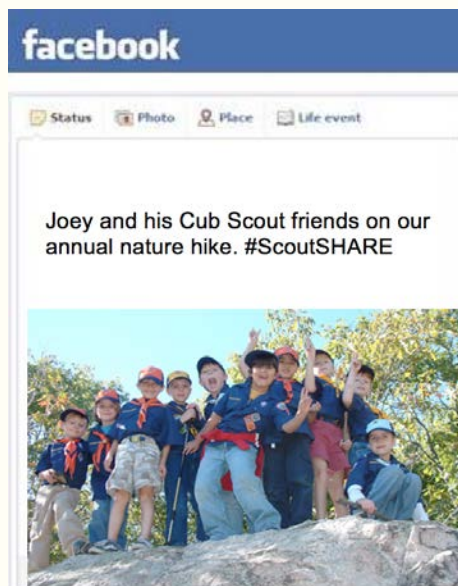 facebook
Status Photo Place Life event
Joey and his Cub Scout friends on our
annual nature hike. #ScoutSHARE